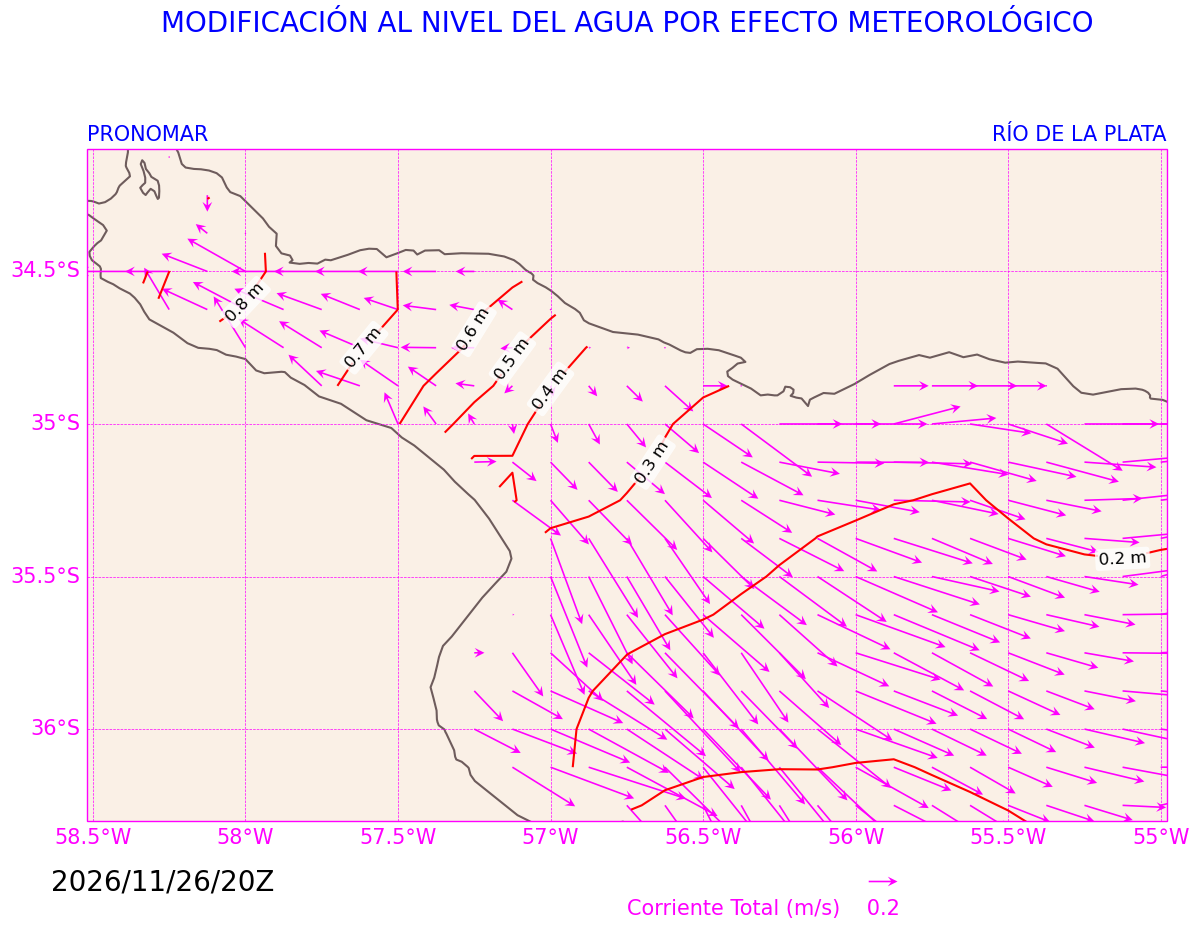 MODIFICACIÓN AL NIVEL DEL AGUA POR EFECTO METEOROLÓGICO
PRONOMAR
RÍO DE LA PLATA
34.5°S
35°S
35.5°S
36°S
0.8 m
0.7 m
0.6 m
0.5 m
0.4 m
0.3 m
0.2 m
58.5°W 58°W 57.5°W 57°W 56.5°W 56°W 55.5°W 55°W
2026/11/26/20Z
Corriente Total (m/s) 0.2